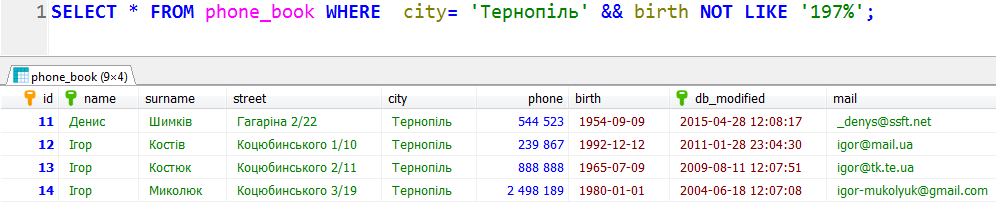 1 SELECT * FROM phone_book WHERE city= 'Тернопіль' && birth NOT LIKE '197%';
phone_book (9×4)
id name surname street city phone birth db_modified mail
11 Денис Шимків Гагаріна 2/22 Тернопіль 544 523 1954-09-09 2015-04-28 12:08:17 _denys@ssft.net
12 Ігор Костів Коцюбинського 1/10 Тернопіль 239 867 1992-12-12 2011-01-28 23:04:30 igor@mail.ua
13 Ігор Костюк Коцюбинського 2/11 Тернопіль 888 888 1965-07-09 2009-08-11 12:07:51 igor@tk.te.ua
14 Ігор Миколюк Коцюбинського 3/19 Тернопіль 2 498 189 1980-01-01 2004-06-18 12:07:08 igor-mukolyuk@gmail.com